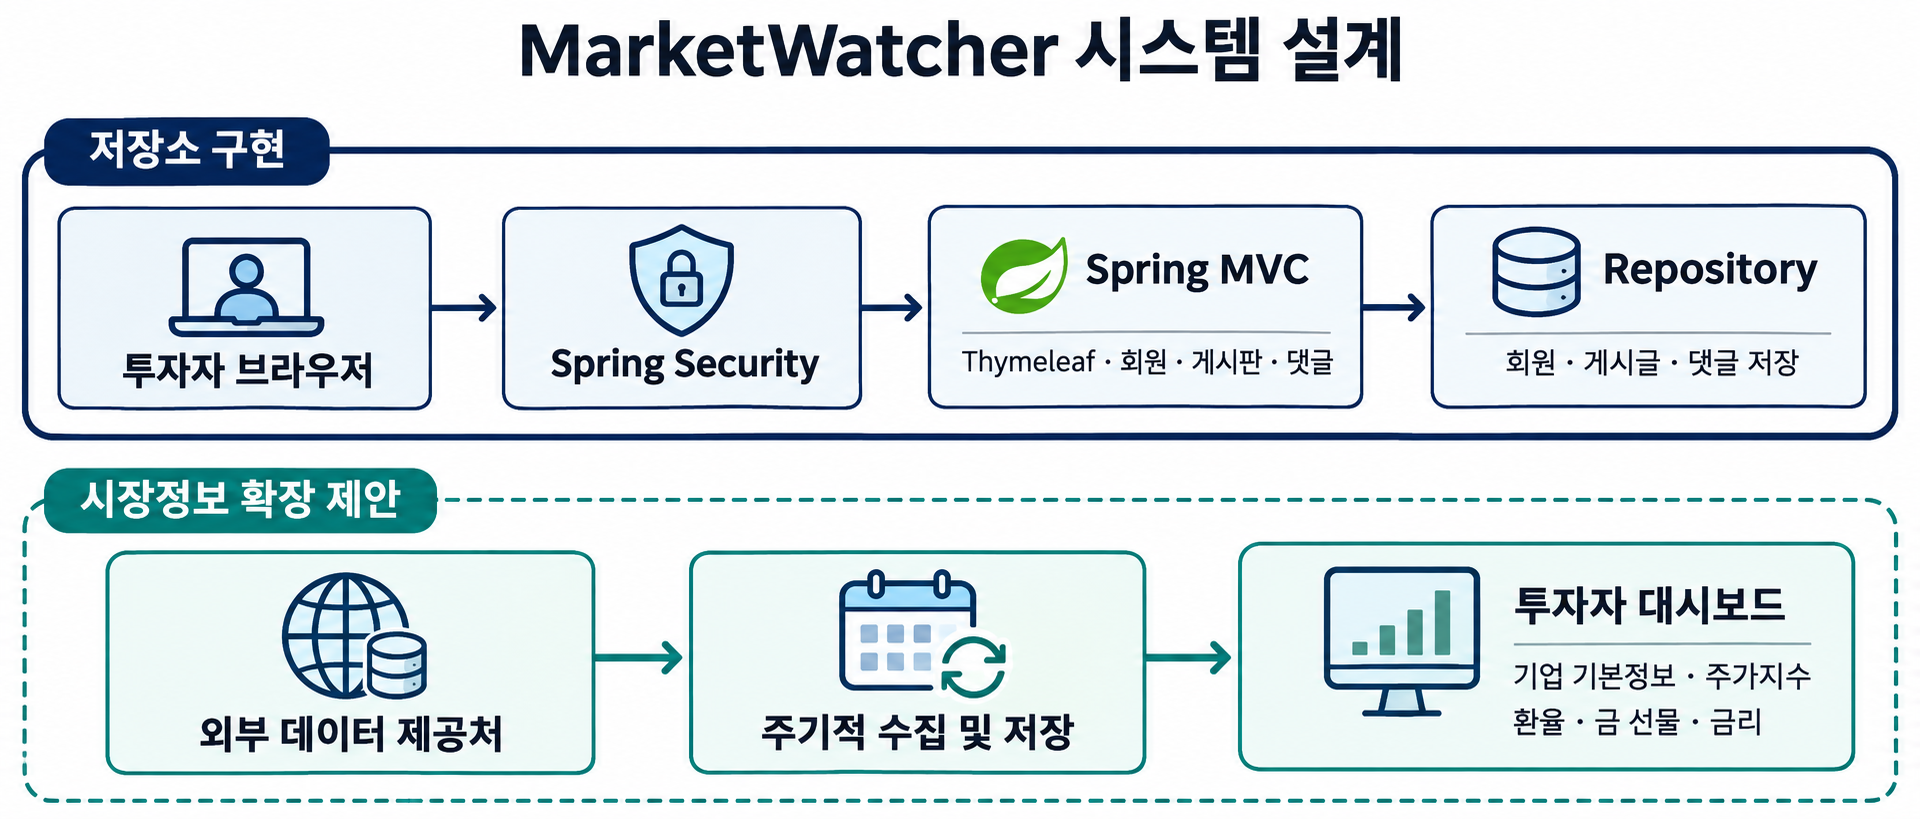 MarketWatcher 시스템 설계
저장소 구현
투자자 브라우저
Spring Security
Spring MVC
Thymeleaf · 회원 · 게시판 · 댓글
Repository
회원 · 게시글 · 댓글 저장
시장정보 확장 제안
외부 데이터 제공처
주기적 수집 및 저장
투자자 대시보드
기업 기본정보 · 주가지수
환율 · 금 선물 · 금리